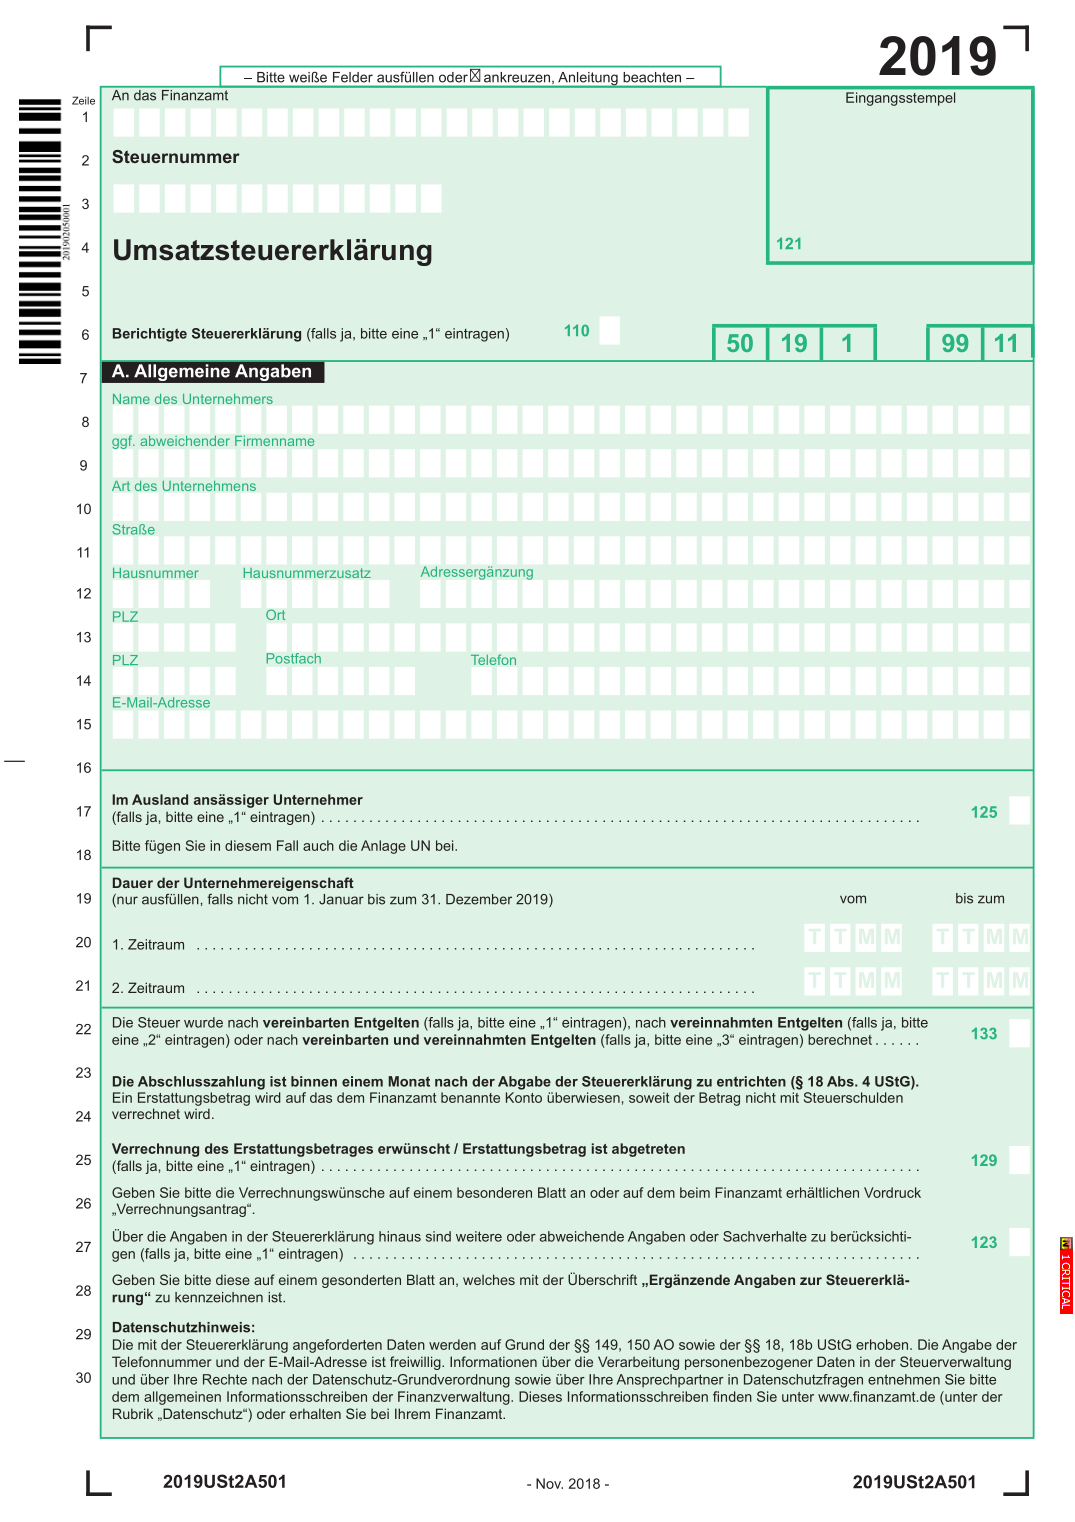 2019
– Bitte weiße Felder ausfüllen oder ☒ ankreuzen, Anleitung beachten –
Zeile
An das Finanzamt
Eingangsstempel
1
2 Steuernummer
3
201902050001
4 Umsatzsteuererklärung
121
5
6 Berichtigte Steuererklärung (falls ja, bitte eine „1“ eintragen) 110
50 19 1 99 11
7 A. Allgemeine Angaben
Name des Unternehmers
8
ggf. abweichender Firmenname
9
Art des Unternehmens
10
Straße
11
Hausnummer Hausnummerzusatz Adressergänzung
12
PLZ Ort
13
PLZ Postfach Telefon
14
E-Mail-Adresse
15
16
Im Ausland ansässiger Unternehmer
17 (falls ja, bitte eine „1“ eintragen) 125
18 Bitte fügen Sie in diesem Fall auch die Anlage UN bei.
Dauer der Unternehmereigenschaft
19 (nur ausfüllen, falls nicht vom 1. Januar bis zum 31. Dezember 2019) vom bis zum
20 1. Zeitraum T T M M T T M M
21 2. Zeitraum T T M M T T M M
22 Die Steuer wurde nach vereinbarten Entgelten (falls ja, bitte eine „1“ eintragen), nach vereinnahmten Entgelten (falls ja, bitte
eine „2“ eintragen) oder nach vereinbarten und vereinnahmten Entgelten (falls ja, bitte eine „3“ eintragen) berechnet 133
23 Die Abschlusszahlung ist binnen einem Monat nach der Abgabe der Steuererklärung zu entrichten (§ 18 Abs. 4 UStG).
Ein Erstattungsbetrag wird auf das dem Finanzamt benannte Konto überwiesen, soweit der Betrag nicht mit Steuerschulden
24 verrechnet wird.
Verrechnung des Erstattungsbetrages erwünscht / Erstattungsbetrag ist abgetreten
25 (falls ja, bitte eine „1“ eintragen) 129
Geben Sie bitte die Verrechnungswünsche auf einem besonderen Blatt an oder auf dem beim Finanzamt erhältlichen Vordruck
26 „Verrechnungsantrag“.
Über die Angaben in der Steuererklärung hinaus sind weitere oder abweichende Angaben oder Sachverhalte zu berücksichti-
27 gen (falls ja, bitte eine „1“ eintragen) 123
Geben Sie bitte diese auf einem gesonderten Blatt an, welches mit der Überschrift „Ergänzende Angaben zur Steuererklä-
28 rung“ zu kennzeichnen ist.
1 CRITICAL
29 Datenschutzhinweis:
Die mit der Steuererklärung angeforderten Daten werden auf Grund der §§ 149, 150 AO sowie der §§ 18, 18b UStG erhoben. Die Angabe der
Telefonnummer und der E-Mail-Adresse ist freiwillig. Informationen über die Verarbeitung personenbezogener Daten in der Steuerverwaltung
30 und über Ihre Rechte nach der Datenschutz-Grundverordnung sowie über Ihre Ansprechpartner in Datenschutzfragen entnehmen Sie bitte
dem allgemeinen Informationsschreiben der Finanzverwaltung. Dieses Informationsschreiben finden Sie unter www.finanzamt.de (unter der
Rubrik „Datenschutz“) oder erhalten Sie bei Ihrem Finanzamt.
2019USt2A501 - Nov. 2018 - 2019USt2A501